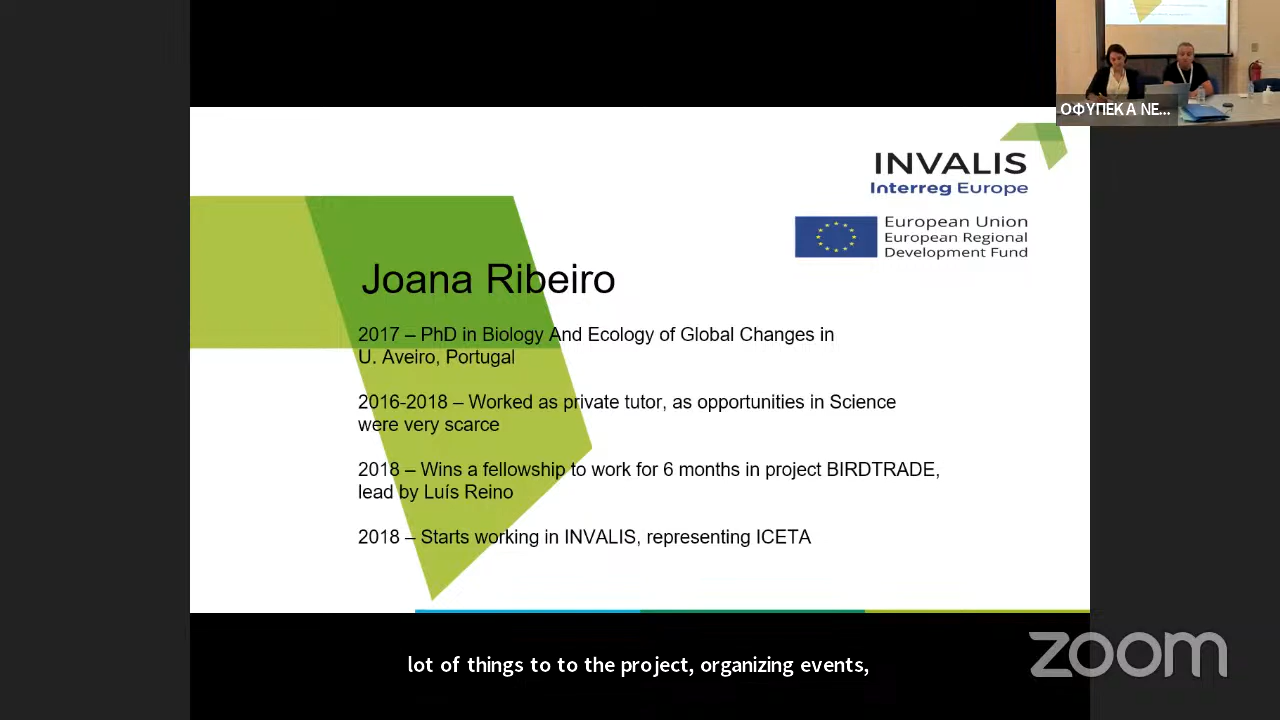 ΟΦΥΠΕΚΑ NE...
INVALIS
Interreg Europe
European Union
European Regional
Development Fund
Joana Ribeiro
2017 – PhD in Biology And Ecology of Global Changes in
U. Aveiro, Portugal
2016-2018 – Worked as private tutor, as opportunities in Science
were very scarce
2018 – Wins a fellowship to work for 6 months in project BIRDTRADE,
lead by Luís Reino
2018 – Starts working in INVALIS, representing ICETA
lot of things to to the project, organizing events,
zoom